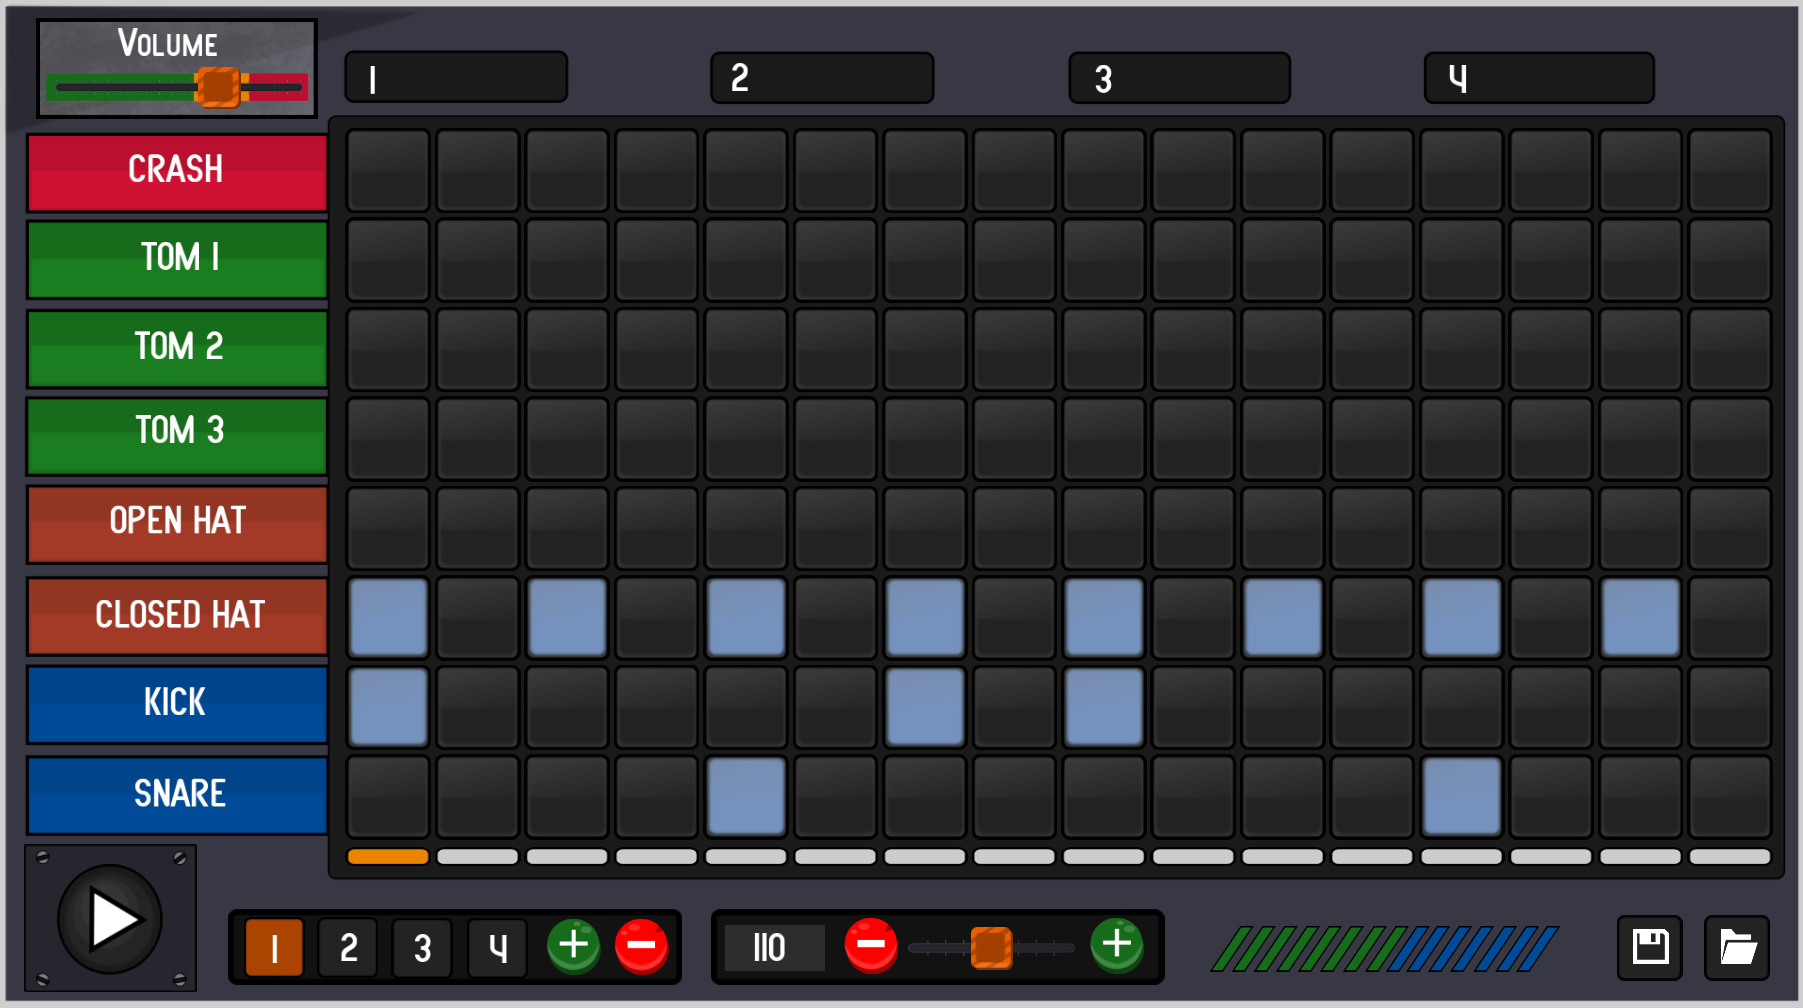 VOLUME
1 2 3 4
CRASH
TOM 1
TOM 2
TOM 3
OPEN HAT
CLOSED HAT
KICK
SNARE
1 2 3 4 110